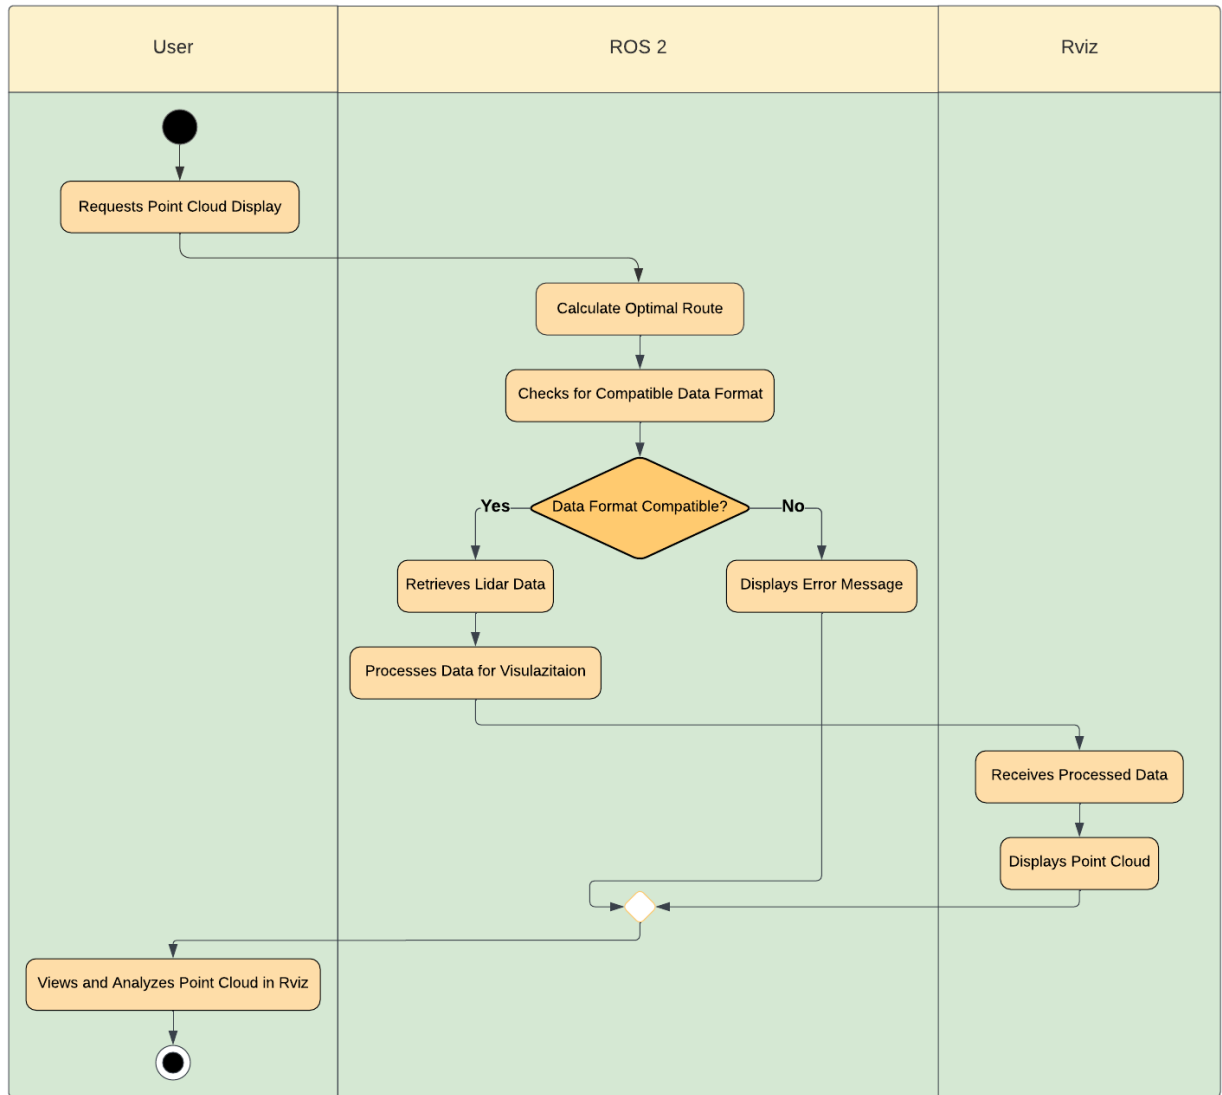 User
ROS 2
Rviz
Requests Point Cloud Display
Calculate Optimal Route
Checks for Compatible Data Format
Data Format Compatible?
Yes
No
Retrieves Lidar Data
Displays Error Message
Processes Data for Visulazitaion
Receives Processed Data
Displays Point Cloud
Views and Analyzes Point Cloud in Rviz